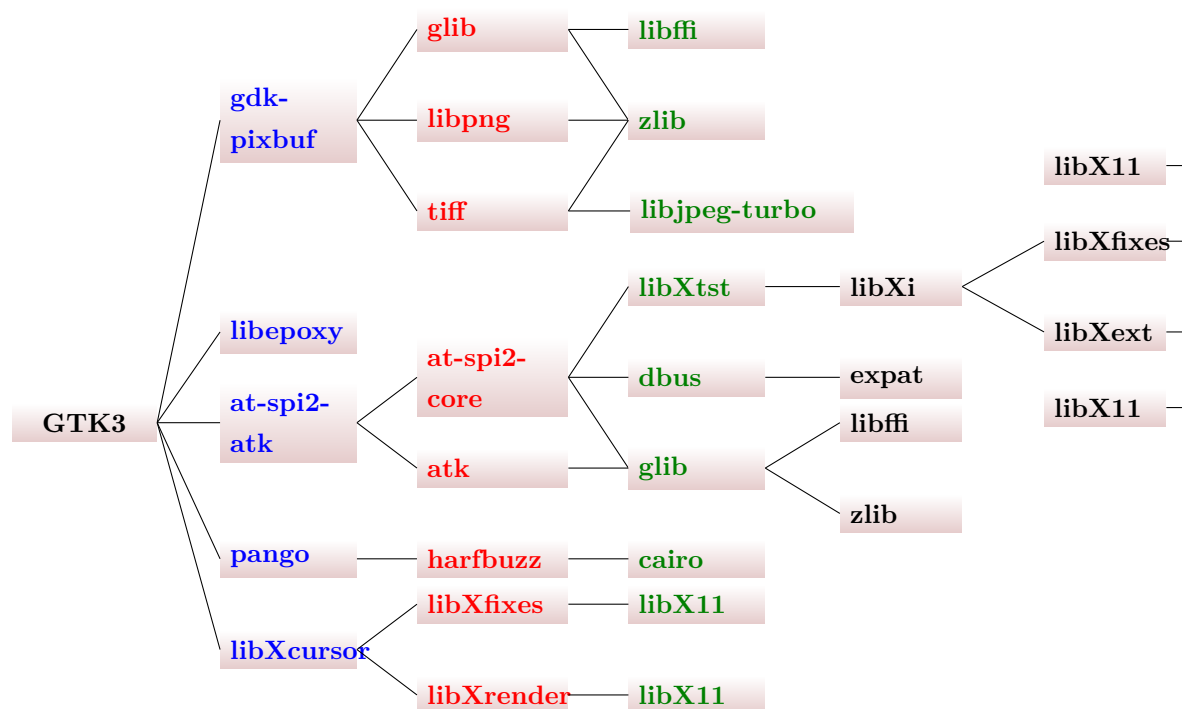 glib
libffi
gdk-
pixbuf
libpng
zlib
libX11
tiff
libjpeg-turbo
libXfixes
libXtst
libXi
libepoxy
libXext
at-spi2-
core
dbus
expat
GTK3
at-spi2-
atk
libffi
libX11
atk
glib
zlib
pango
harfbuzz
cairo
libXfixes
libX11
libXcursor
libXrender
libX11